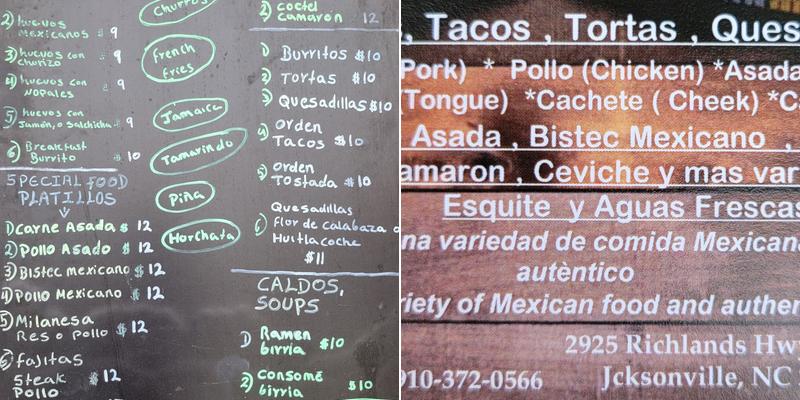 2) huevos
Mexicanos $ 9
3) huevos con
chorizo $ 9
4) huevos con
NOPales $ 9
5) huevos con
Jamón, o Salchicha $ 9
6) Breakfast
Burrito $ 10
SPECIAL FOOD
PLATILLOS
1) Carne Asada $ 12
2) Pollo Asado $ 12
3) Bistec mexicano $ 12
4) Pollo Mexicano $ 12
5) Milanesa
Res o Pollo $ 12
6) fajitas
Steak $ 12
Pollo
Churros
french
fries
Jamaica
Tamarindo
Piña
Horchata
2) coctel
camaron 12
1) Burritos $10
2) Tortas $10
3) Quesadillas $10
4) Orden
Tacos $10
5) Orden
Tostada $10
Quesadillas
6) flor de calabaza o
Huitlacoche
$11
CALDOS,
SOUPS
1) Ramen
birria $10
2) Consomé
birria $10
, Tacos , Tortas , Ques
Pork) * Pollo (Chicken) *Asada
(Tongue) *Cachete ( Cheek) *C
Asada , Bistec Mexicano ,
amaron , Ceviche y mas var
Esquite y Aguas Frescas
na variedad de comida Mexicana
autèntico
riety of Mexican food and authen
2925 Richlands Hwy
910-372-0566 Jcksonville, NC